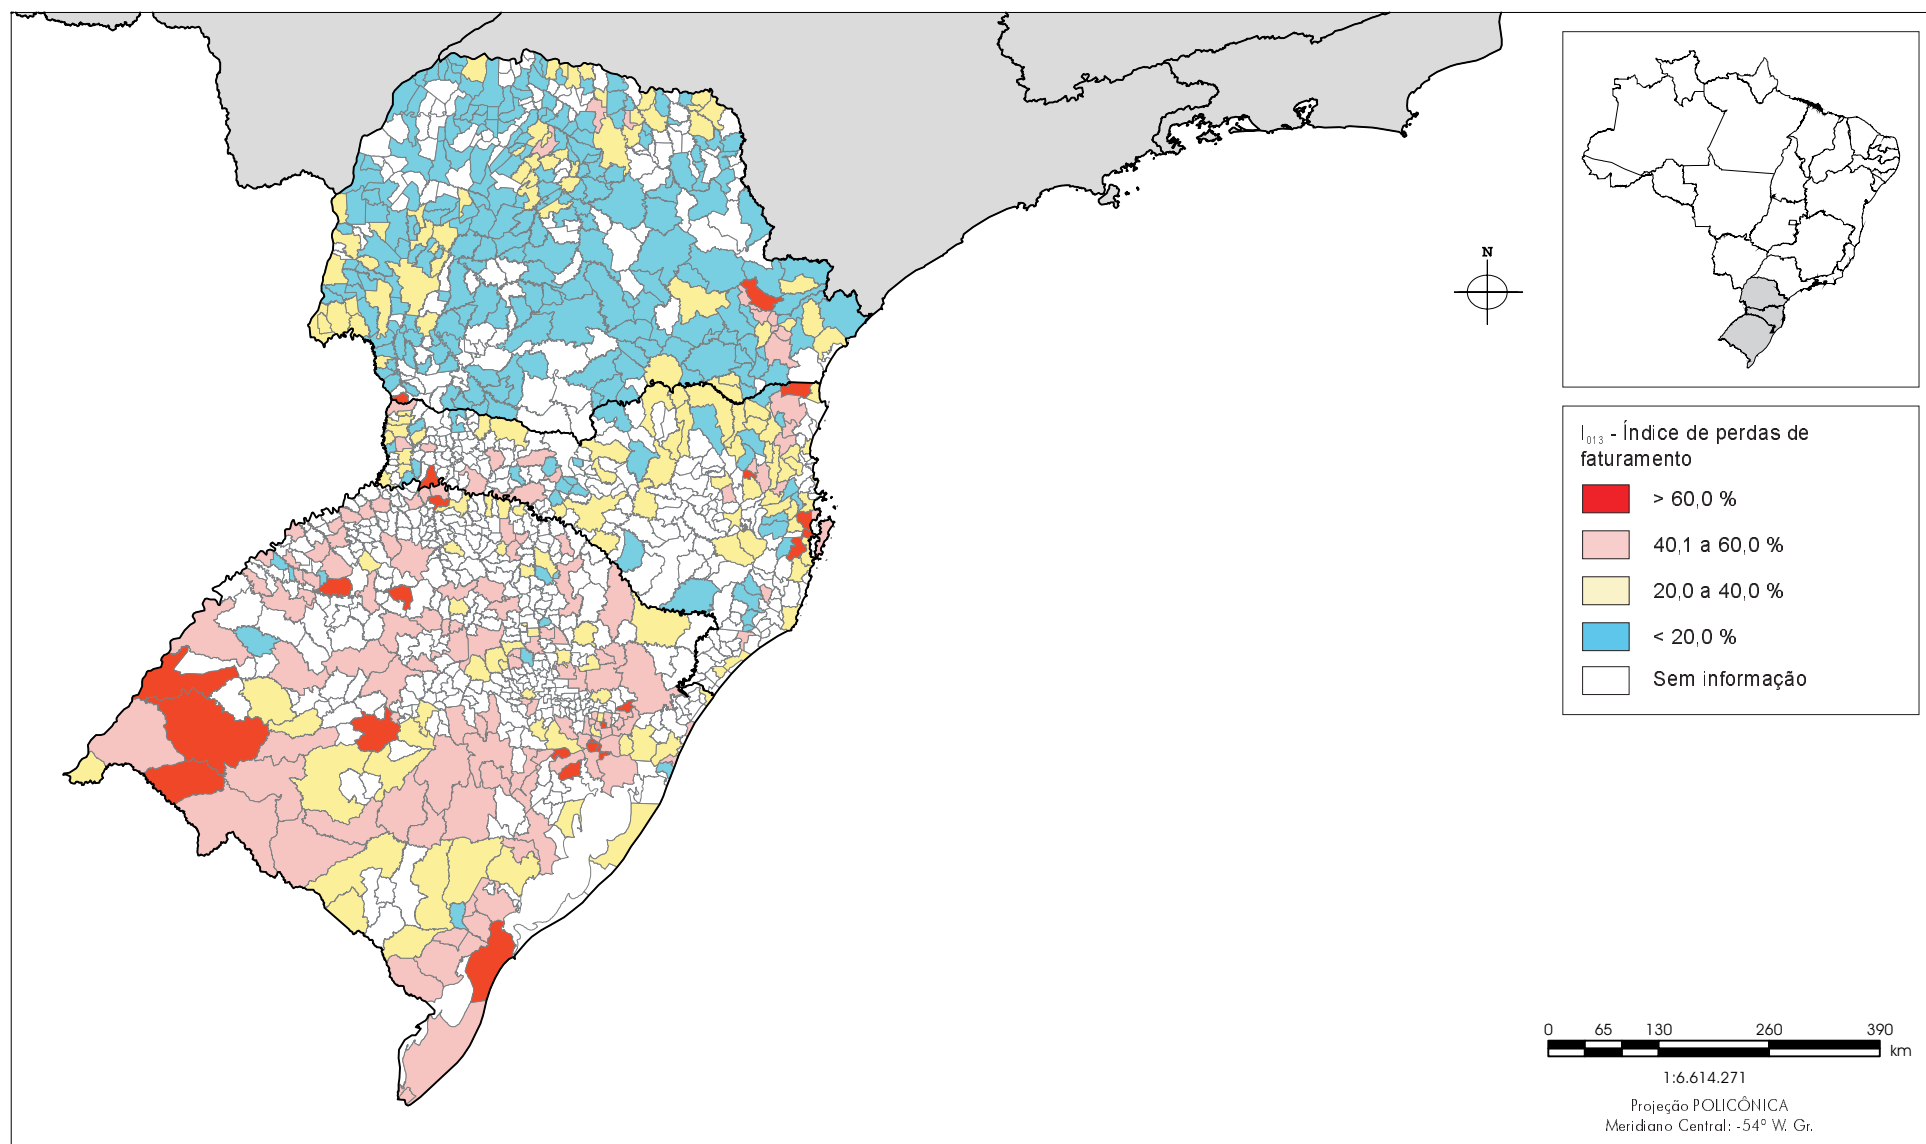 N
I013 - Índice de perdas de
faturamento
> 60,0 %
40,1 a 60,0 %
20,0 a 40,0 %
< 20,0 %
Sem informação
0 65 130 260 390
km
1:6.614.271
Projeção POLICÔNICA
Meridiano Central: -54º W. Gr.